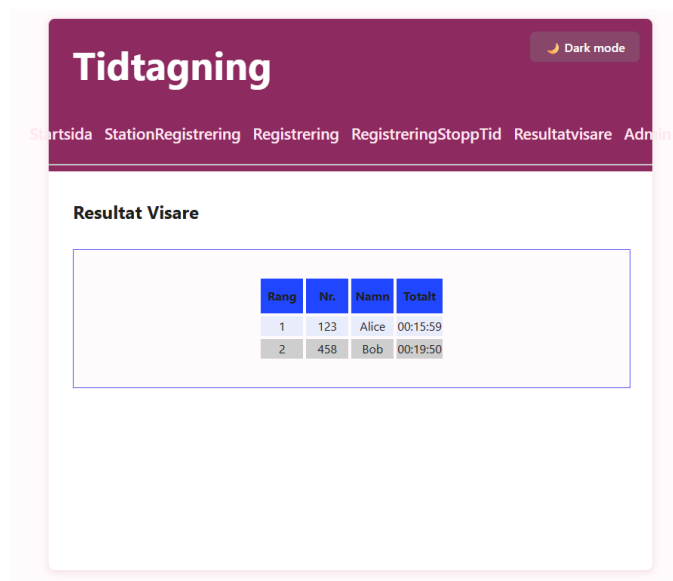 🌙 Dark mode
Tidtagning
Startsida StationRegistrering Registrering RegistreringStoppTid Resultatvisare Admin
Resultat Visare
Rang Nr. Namn Totalt
1 123 Alice 00:15:59
2 458 Bob 00:19:50